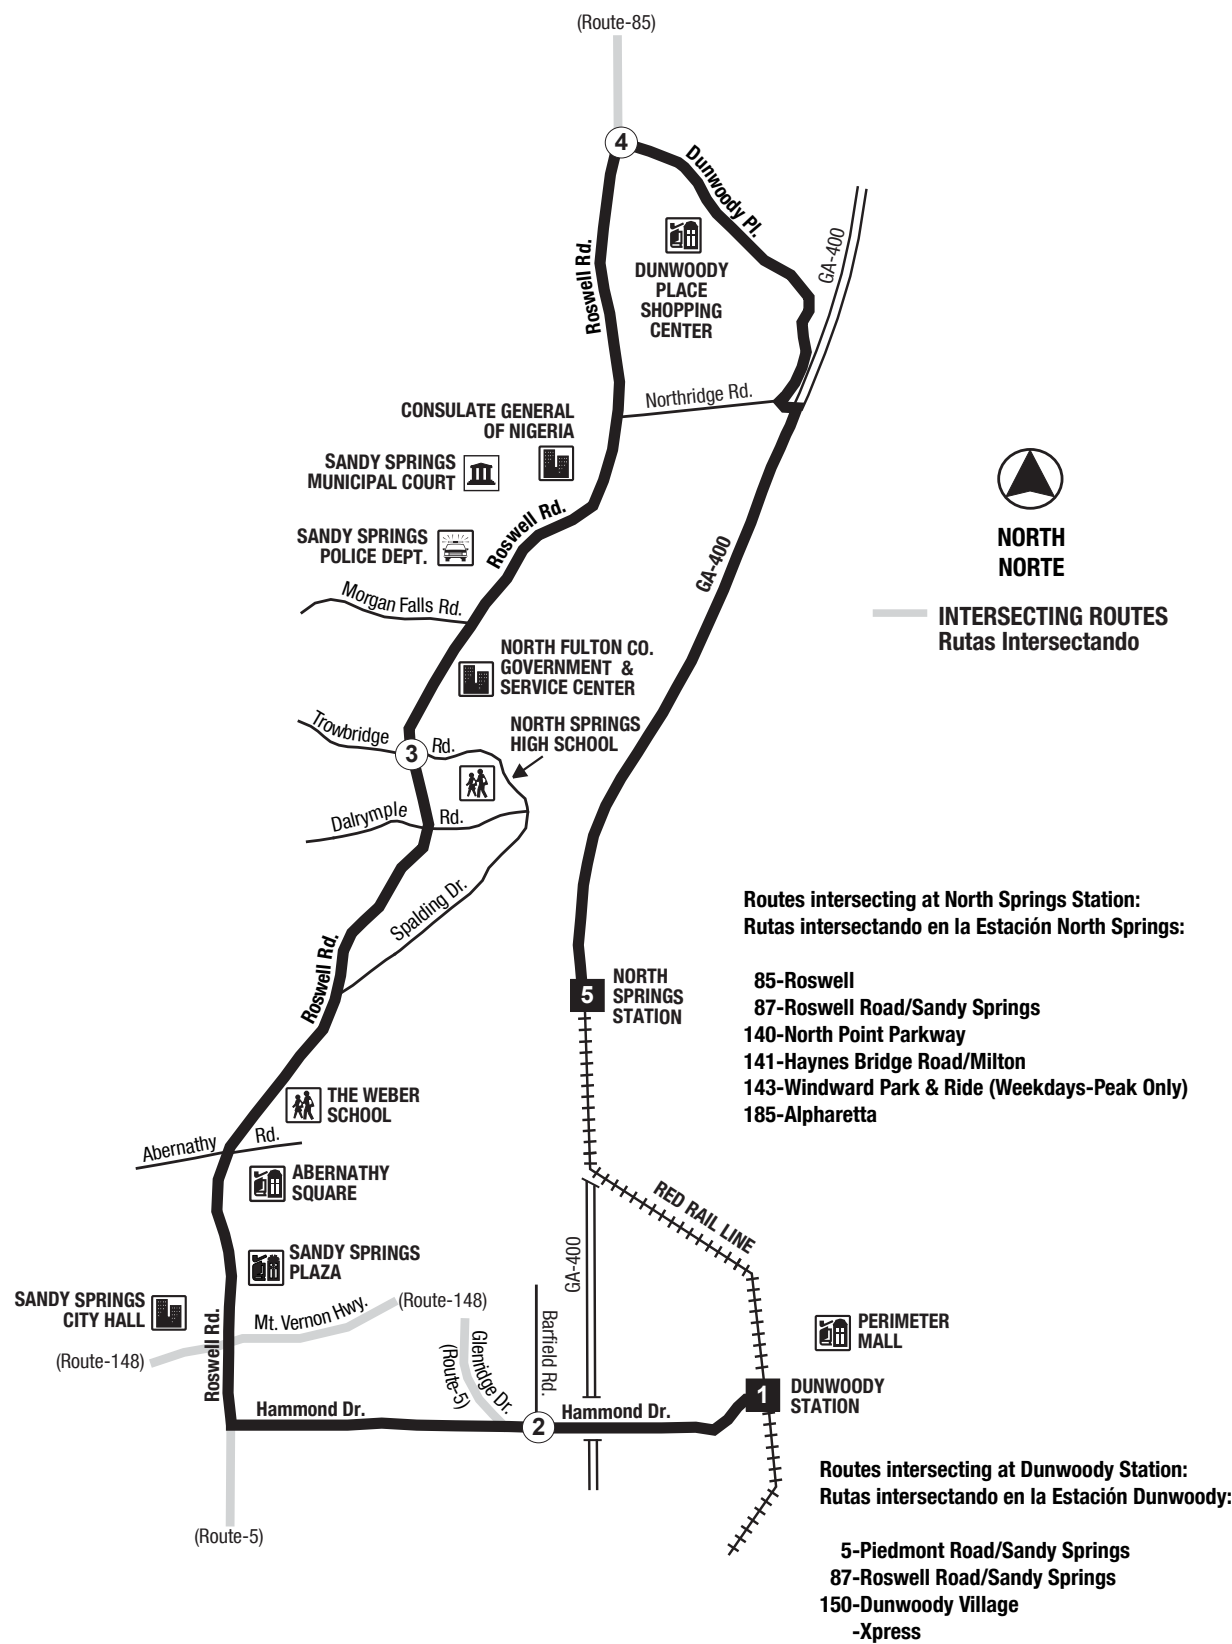 (Route-85)
4
Dunwoody Pl.
GA-400
Roswell Rd.
DUNWOODY
PLACE
SHOPPING
CENTER
Northridge Rd.
CONSULATE GENERAL
OF NIGERIA
SANDY SPRINGS
MUNICIPAL COURT
Roswell Rd.
SANDY SPRINGS
POLICE DEPT.
GA-400
NORTH
NORTE
Morgan Falls Rd.
INTERSECTING ROUTES
Rutas Intersectando
NORTH FULTON CO.
GOVERNMENT &
SERVICE CENTER
Trowbridge Rd.
3
NORTH SPRINGS
HIGH SCHOOL
Dalrymple Rd.
Spalding Dr.
Roswell Rd.
5
NORTH
SPRINGS
STATION
Routes intersecting at North Springs Station:
Rutas intersectando en la Estación North Springs:
85-Roswell
87-Roswell Road/Sandy Springs
140-North Point Parkway
141-Haynes Bridge Road/Milton
143-Windward Park & Ride (Weekdays-Peak Only)
185-Alpharetta
THE WEBER
SCHOOL
Abernathy Rd.
ABERNATHY
SQUARE
RED RAIL LINE
SANDY SPRINGS
PLAZA
GA-400
SANDY SPRINGS
CITY HALL
Mt. Vernon Hwy.
(Route-148)
(Route-148)
Roswell Rd.
Glenridge Dr.
(Route-5)
Barfield Rd.
PERIMETER
MALL
1
DUNWOODY
STATION
Hammond Dr.
2
Hammond Dr.
(Route-5)
Routes intersecting at Dunwoody Station:
Rutas intersectando en la Estación Dunwoody:
5-Piedmont Road/Sandy Springs
87-Roswell Road/Sandy Springs
150-Dunwoody Village
-Xpress